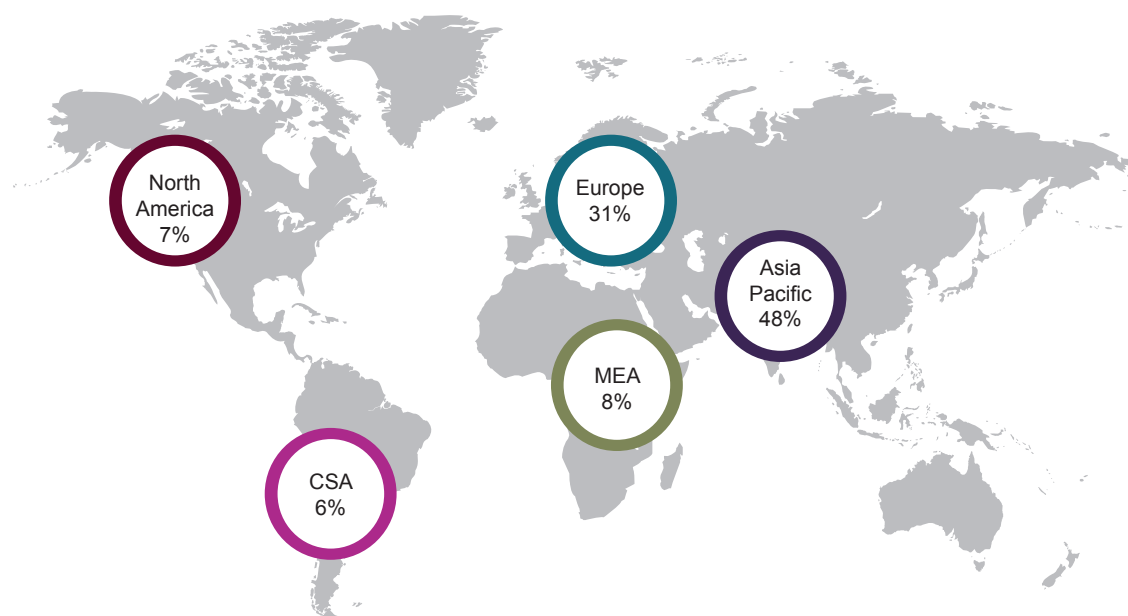 North
America
7%
Europe
31%
Asia
Pacific
48%
MEA
8%
CSA
6%